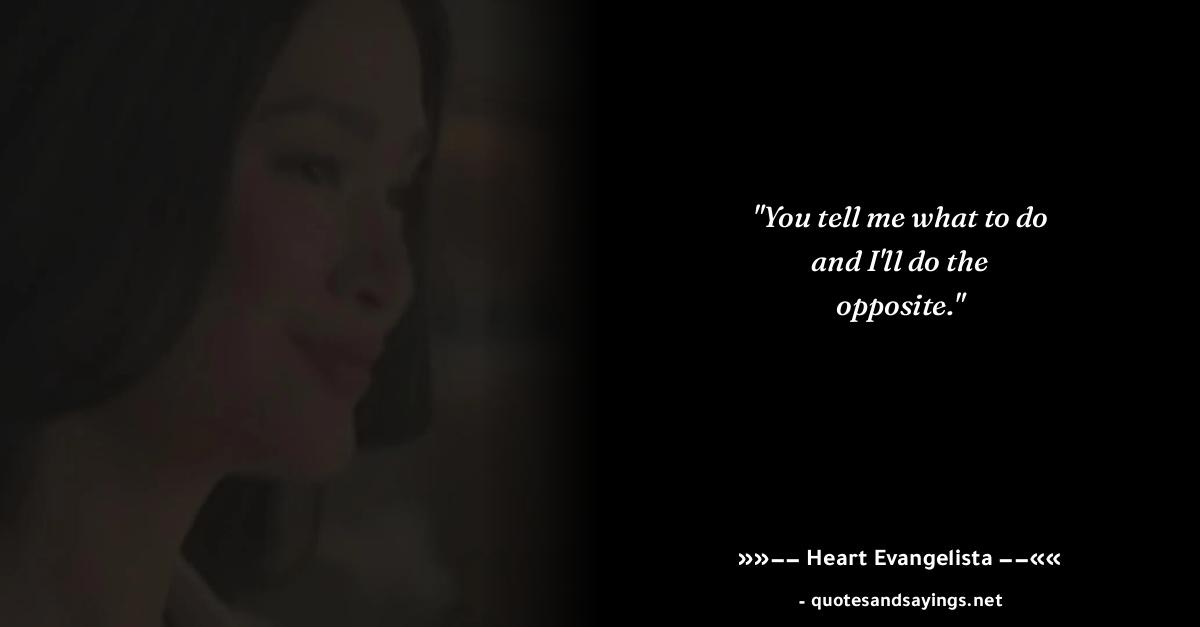 "You tell me what to do
and I'll do the
opposite."
»»−− Heart Evangelista −−««
- quotesandsayings.net